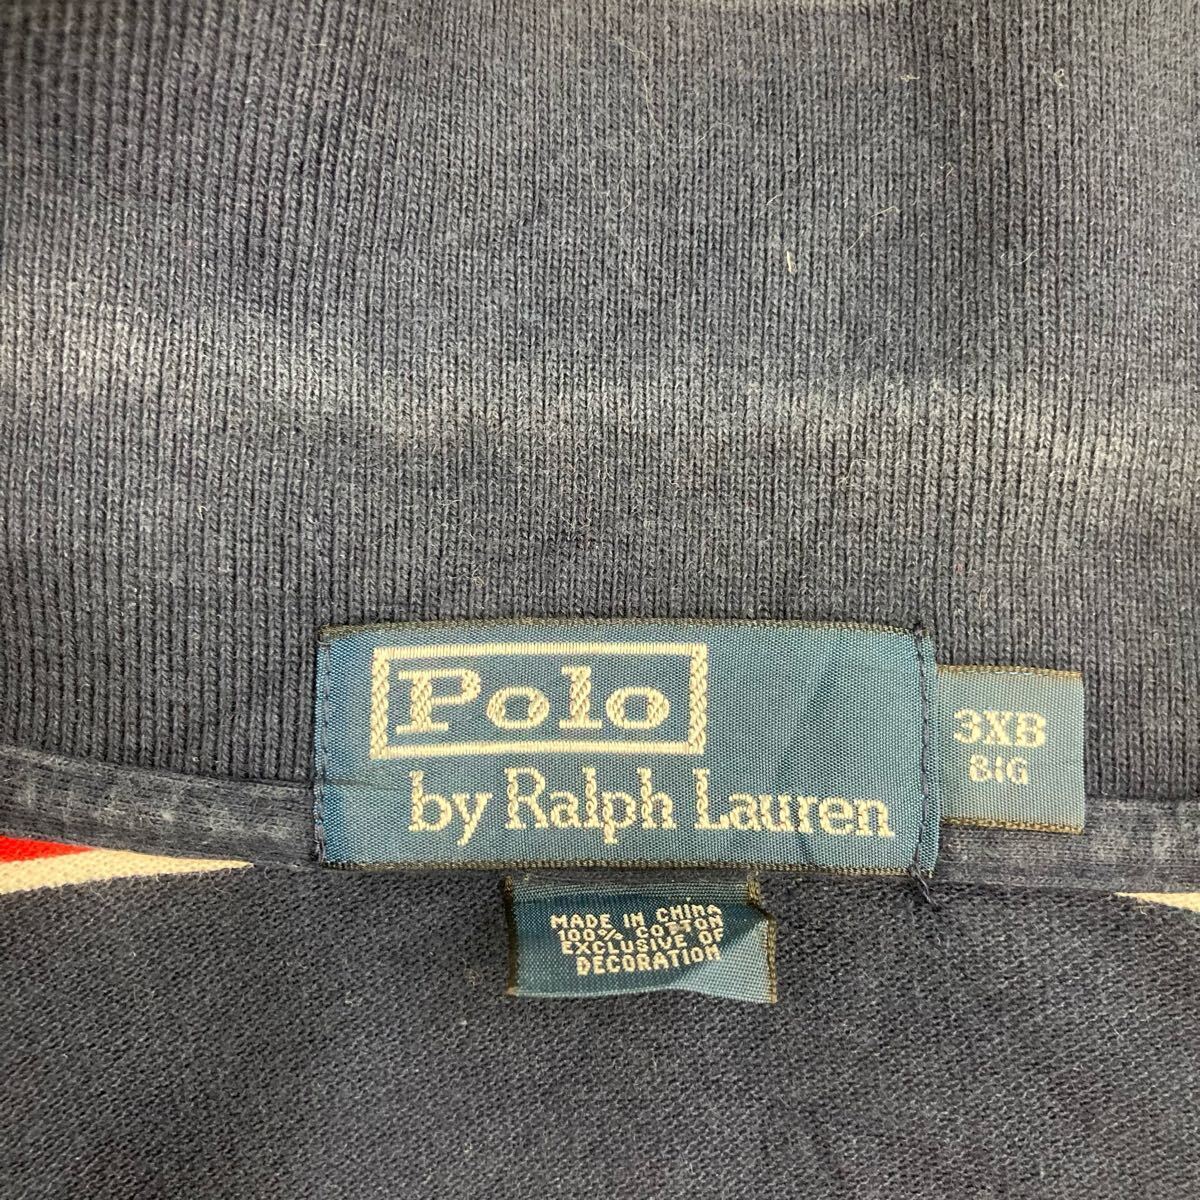 Polo
by Ralph Lauren
3XB
BIG
MADE IN CHINA
100% COTTON
EXCLUSIVE OF
DECORATION